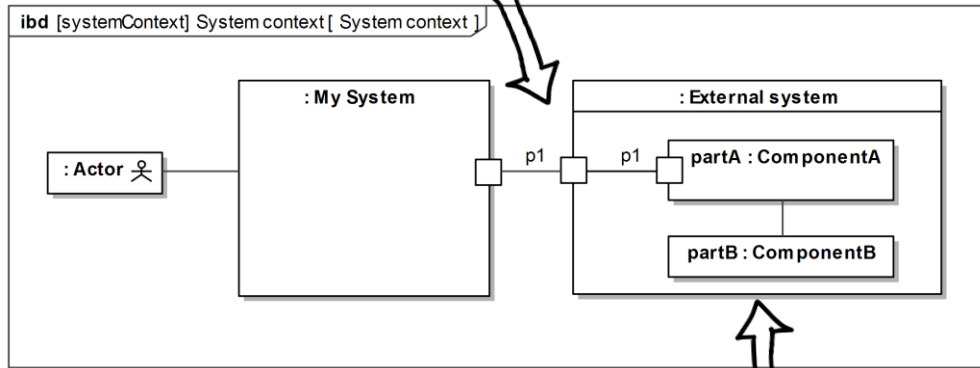 ibd [systemContext] System context [ System context ]
: My System
: External system
: Actor
p1
p1
partA : ComponentA
partB : ComponentB